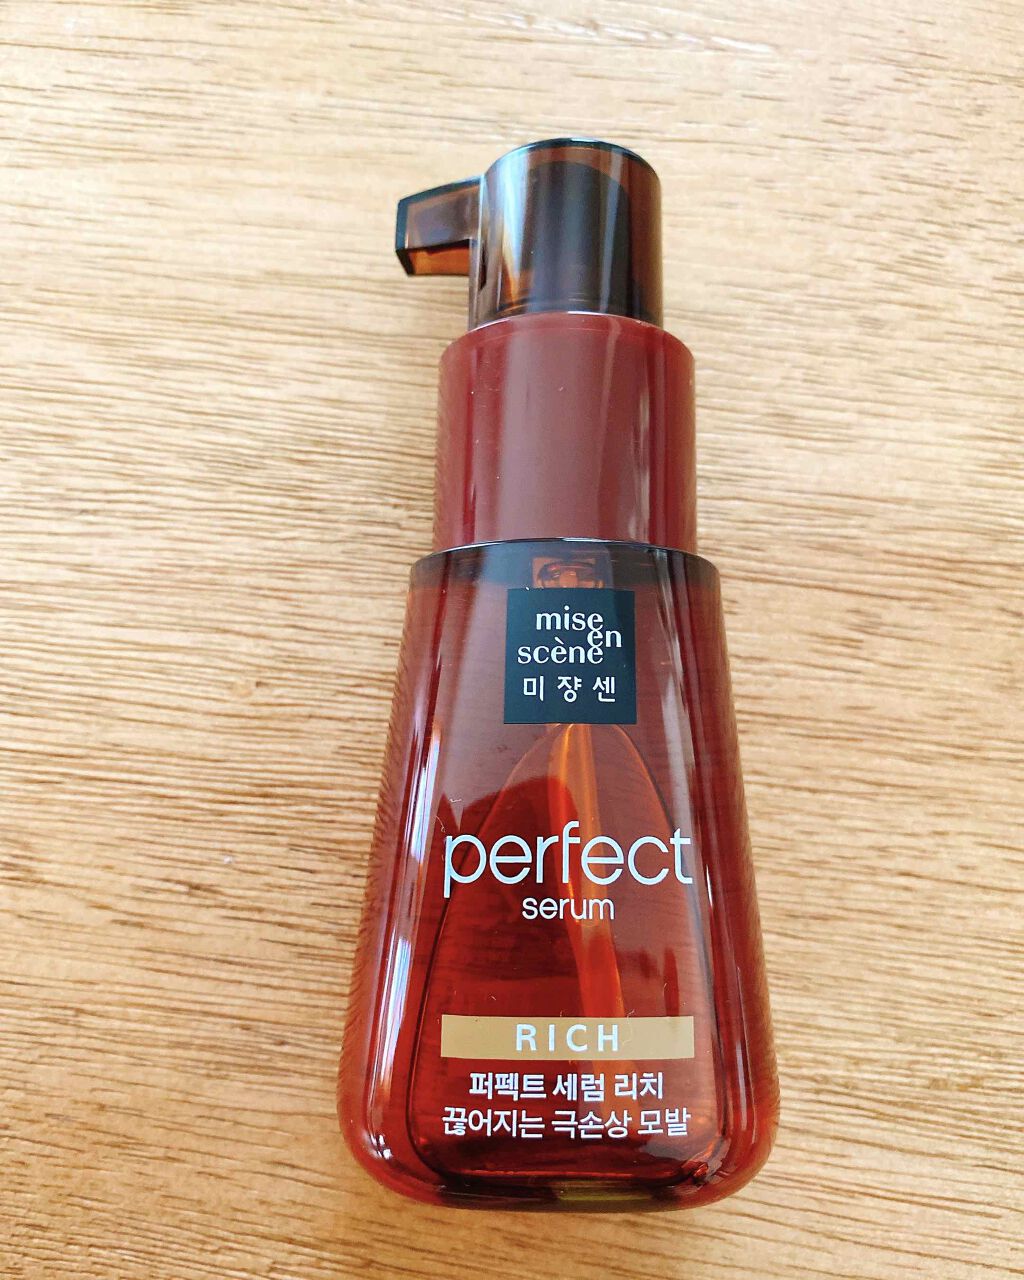 mise
en
scène
미쟝센
perfect
serum
RICH
퍼펙트 세럼 리치
끊어지는 극손상 모발